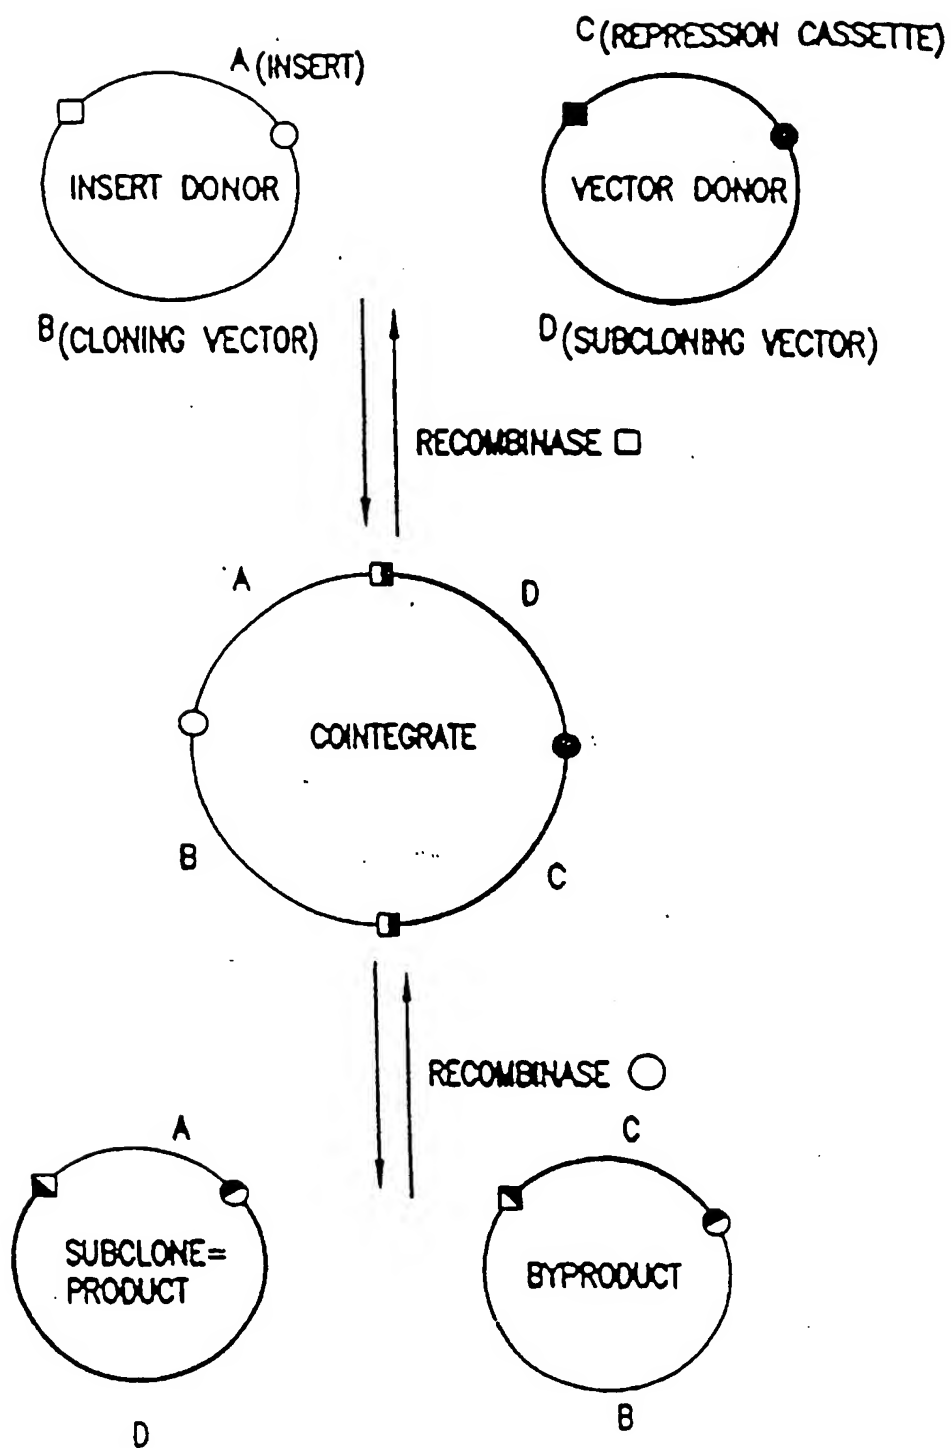 C (REPRESSION CASSETTE)
A (INSERT)
INSERT DONOR
VECTOR DONOR
B (CLONING VECTOR)
D (SUBCLONING VECTOR)
RECOMBINASE
A
D
COINTEGRATE
B
C
RECOMBINASE
A
C
SUBCLONE=
PRODUCT
BYPRODUCT
D
B